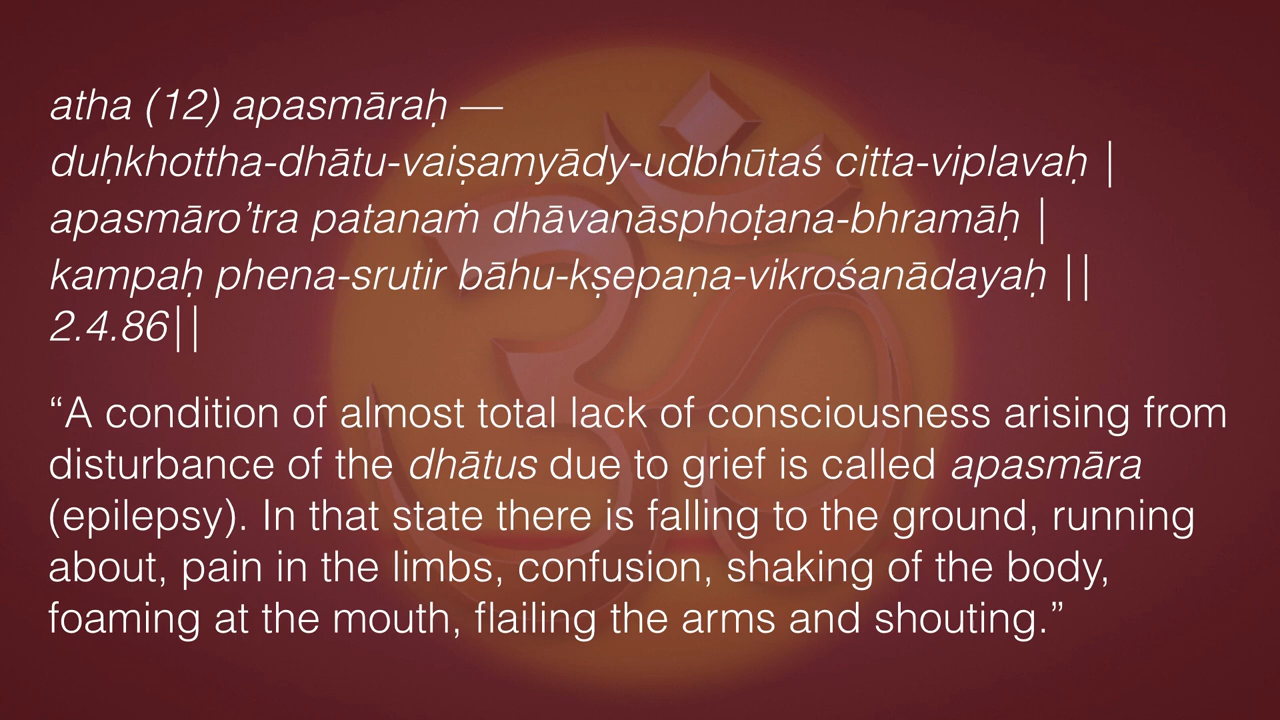 atha (12) apasmāraḥ —
duḥkhottha-dhātu-vaiṣamyādy-udbhūtaś citta-viplavaḥ |
apasmāro’tra patanaṁ dhāvanāsphoṭana-bhramāḥ |
kampaḥ phena-srutir bāhu-kṣepaṇa-vikrośanādayaḥ ||
2.4.86||
“A condition of almost total lack of consciousness arising from
disturbance of the dhātus due to grief is called apasmāra
(epilepsy). In that state there is falling to the ground, running
about, pain in the limbs, confusion, shaking of the body,
foaming at the mouth, flailing the arms and shouting.”